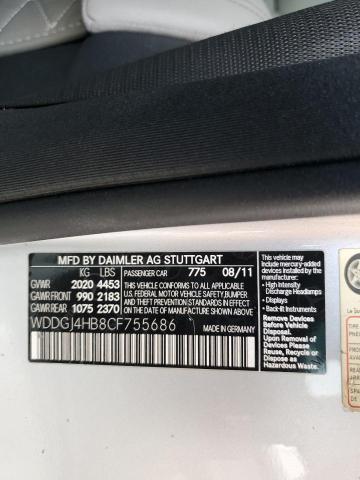 MFD BY DAIMLER AG STUTTGART
KG LBS PASSENGER CAR 775 08/11
GVWR 2020 4453
GAWR FRONT 990 2183
GAWR REAR 1075 2370
THIS VEHICLE CONFORMS TO ALL APPLICABLE
U.S. FEDERAL MOTOR VEHICLE SAFETY, BUMPER,
AND THEFT PREVENTION STANDARDS IN EFFECT ON
THE DATE OF MANUFACTURE SHOWN ABOVE.
MADE IN GERMANY
WDDGJ4HB8CF755686
This vehicle may
include mercury-added
devices installed by the
manufacturer:
• High Intensity
Discharge Headlamps
• Displays
• Back-lit Instruments
Remove Devices
Before Vehicle Disposal.
Upon Removal of
Devices Please Reuse,
Recycle or Dispose as
Hazardous Waste.